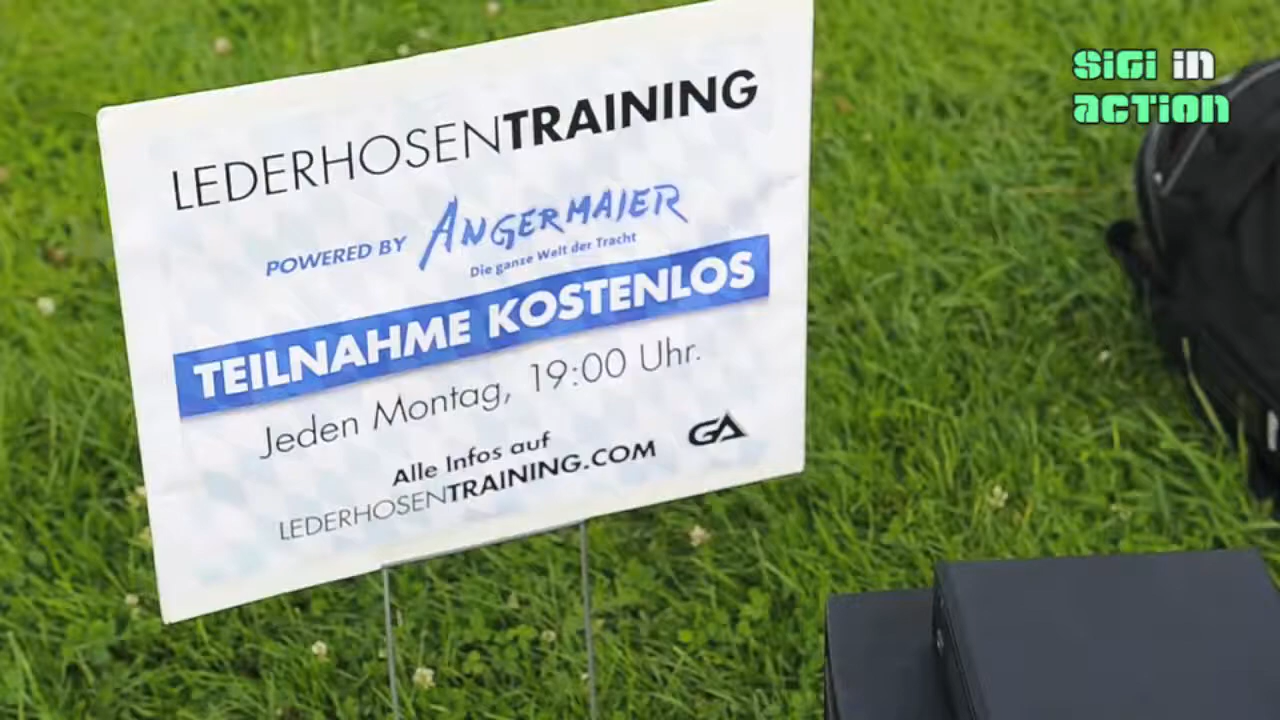 LEDERHOSENTRAINING
POWERED BY ANGERMAIER
Die ganze Welt der Tracht
TEILNAHME KOSTENLOS
Jeden Montag, 19:00 Uhr.
Alle Infos auf
LEDERHOSENTRAINING.COM
GA
SiGi in
action